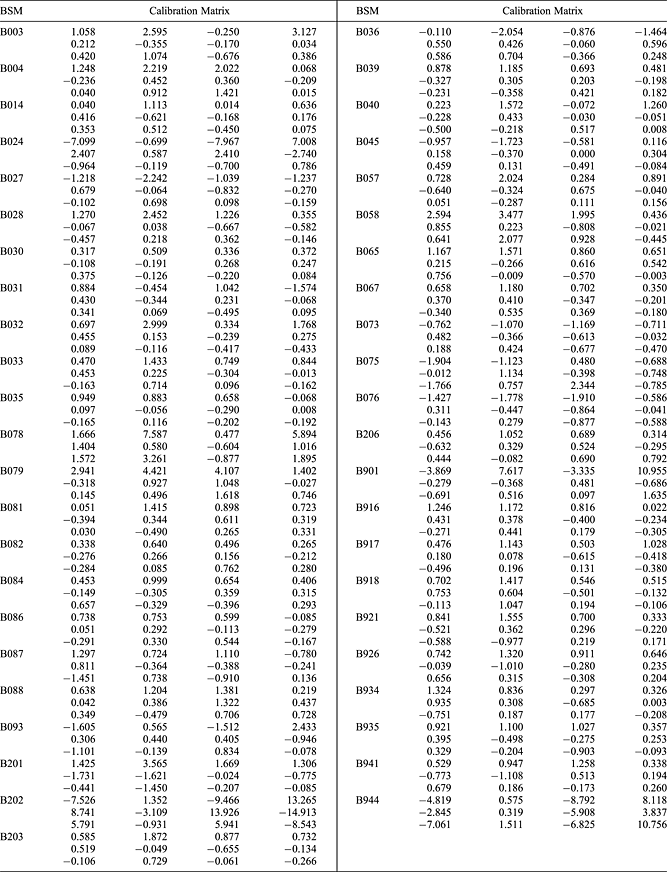 BSM Calibration Matrix
B003 1.058 2.595 −0.250 3.127
0.212 −0.355 −0.170 0.034
0.420 1.074 −0.676 0.386
B004 1.248 2.219 2.022 0.068
−0.236 0.452 0.360 −0.209
0.040 0.912 1.421 0.015
B014 0.040 1.113 0.014 0.636
0.416 −0.621 −0.168 0.176
0.353 0.512 −0.450 0.075
B024 −7.099 −0.699 −7.967 7.008
2.407 0.587 2.410 −2.740
−0.964 −0.119 −0.700 0.786
B027 −1.218 −2.242 −1.039 −1.237
0.679 −0.064 −0.832 −0.270
−0.102 0.698 0.098 −0.159
B028 1.270 2.452 1.226 0.355
−0.067 0.038 −0.667 −0.582
−0.457 0.218 0.362 −0.146
B030 0.317 0.509 0.336 0.372
−0.108 −0.191 0.268 0.247
0.375 −0.126 −0.220 0.084
B031 0.884 −0.454 1.042 −1.574
0.430 −0.344 0.231 −0.068
0.341 0.069 −0.495 0.095
B032 0.697 2.999 0.334 1.768
0.455 0.153 −0.239 0.275
0.089 −0.116 −0.417 −0.433
B033 0.470 1.433 0.749 0.844
0.453 0.225 −0.304 −0.013
−0.163 0.714 0.096 −0.162
B035 0.949 0.883 0.658 −0.068
0.097 −0.056 −0.290 0.008
−0.165 0.116 −0.202 −0.192
B078 1.666 7.587 0.477 5.894
1.404 0.580 −0.604 1.016
1.572 3.261 −0.877 1.895
B079 2.941 4.421 4.107 1.402
−0.318 0.927 1.048 −0.027
0.145 0.496 1.618 0.746
B081 0.051 1.415 0.898 0.723
−0.394 0.344 0.611 0.319
0.030 −0.490 0.265 0.331
B082 0.338 0.640 0.496 0.265
−0.276 0.266 0.156 −0.212
−0.284 0.085 0.762 0.280
B084 0.453 0.999 0.654 0.406
−0.149 −0.305 0.359 0.315
0.657 −0.329 −0.396 0.293
B086 0.738 0.753 0.599 −0.085
0.051 0.292 −0.113 −0.279
−0.291 0.330 0.544 −0.167
B087 1.297 0.724 1.110 −0.780
0.811 −0.364 −0.388 −0.241
−1.451 0.738 −0.910 0.136
B088 0.638 1.204 1.381 0.219
0.042 0.386 1.322 0.437
0.349 −0.479 0.706 0.728
B093 −1.605 0.565 −1.512 2.433
0.306 0.440 0.405 −0.946
−1.101 −0.139 0.834 −0.078
B201 1.425 3.565 1.669 1.306
−1.731 −1.621 −0.024 −0.775
−0.441 −1.450 −0.207 −0.085
B202 −7.526 1.352 −9.466 13.265
8.741 −3.109 13.926 −14.913
5.791 −0.931 5.941 −8.543
B203 0.585 1.872 0.877 0.732
0.519 −0.049 −0.655 −0.134
−0.106 0.729 −0.061 −0.266
BSM Calibration Matrix
B036 −0.110 −2.054 −0.876 −1.464
0.550 0.426 −0.060 0.596
0.586 0.704 −0.366 0.248
B039 0.878 1.185 0.693 0.481
−0.327 0.305 0.203 −0.198
−0.231 −0.358 0.421 0.182
B040 0.223 1.572 −0.072 1.260
−0.228 0.433 −0.030 −0.051
−0.500 −0.218 0.517 0.008
B045 −0.957 −1.723 −0.581 0.116
0.158 −0.370 0.000 0.304
0.459 0.131 −0.491 −0.084
B057 0.728 2.024 0.284 0.891
−0.640 −0.324 0.675 −0.040
0.051 −0.287 0.111 0.156
B058 2.594 3.477 1.995 0.436
0.855 0.223 −0.808 −0.021
0.641 2.077 0.928 −0.445
B065 1.167 1.571 0.860 0.651
0.215 −0.266 0.616 0.542
0.756 −0.009 −0.570 −0.003
B067 0.658 1.180 0.702 0.350
0.370 0.410 −0.347 −0.201
−0.340 0.535 0.369 −0.180
B073 −0.762 −1.070 −1.169 −0.711
0.482 −0.366 −0.613 −0.032
0.188 0.424 −0.677 −0.470
B075 −1.904 −1.123 0.480 −0.688
−0.012 1.134 −0.398 −0.748
−1.766 0.757 2.344 −0.785
B076 −1.427 −1.778 −1.910 −0.586
0.311 −0.447 −0.864 −0.041
−0.143 0.279 −0.877 −0.588
B206 0.456 1.052 0.689 0.314
−0.632 0.329 0.524 −0.295
0.444 −0.082 0.690 0.792
B901 −3.869 7.617 −3.335 10.955
−0.279 −0.368 0.481 −0.686
−0.691 0.516 0.097 1.635
B916 1.246 1.172 0.816 0.022
0.431 0.378 −0.400 −0.234
−0.271 0.441 0.179 −0.305
B917 0.476 1.143 0.503 1.028
0.180 0.078 −0.615 −0.418
−0.496 0.196 0.131 −0.380
B918 0.702 1.417 0.546 0.515
0.753 0.604 −0.501 −0.132
−0.113 1.047 0.194 −0.106
B921 0.841 1.555 0.700 0.333
−0.521 0.362 0.296 −0.220
−0.588 −0.977 0.219 0.171
B926 0.742 1.320 0.911 0.646
−0.039 −1.010 −0.280 0.235
0.656 0.315 −0.308 0.204
B934 1.324 0.836 0.297 0.326
0.935 0.308 −0.685 0.003
−0.751 0.187 0.177 −0.208
B935 0.921 1.100 1.027 0.357
0.395 −0.498 −0.275 0.253
0.329 −0.204 −0.903 −0.093
B941 0.529 0.947 1.258 0.338
−0.773 −1.108 0.513 0.194
0.679 0.186 −0.173 0.260
B944 −4.819 0.575 −8.792 8.118
−2.845 0.319 −5.908 3.837
−7.061 1.511 −6.825 10.756